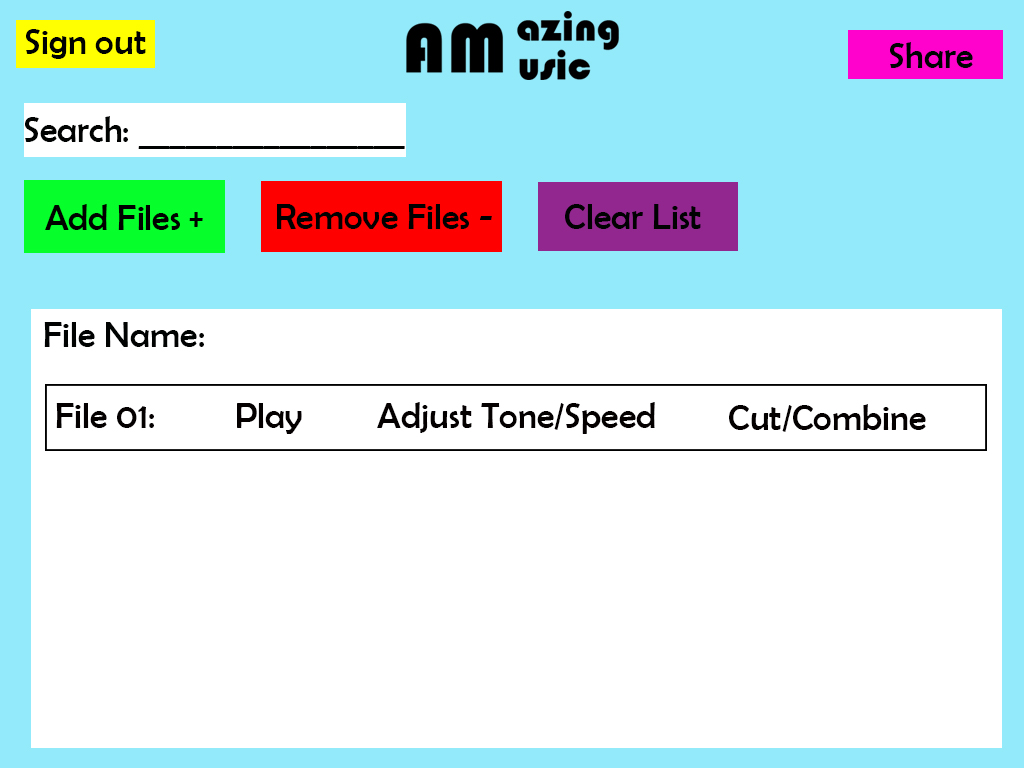 Sign out
AM azing
usic
Share
Search: _________________
Add Files +
Remove Files -
Clear List
File Name:
File 01: Play Adjust Tone/Speed Cut/Combine